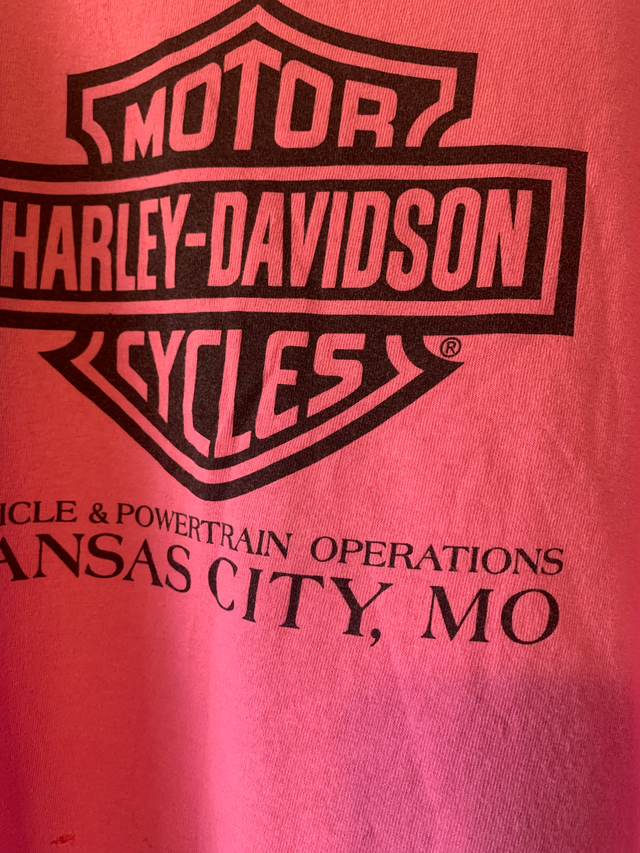 MOTOR
HARLEY-DAVIDSON
CYCLES ®
ICLE & POWERTRAIN OPERATIONS
ANSAS CITY, MO